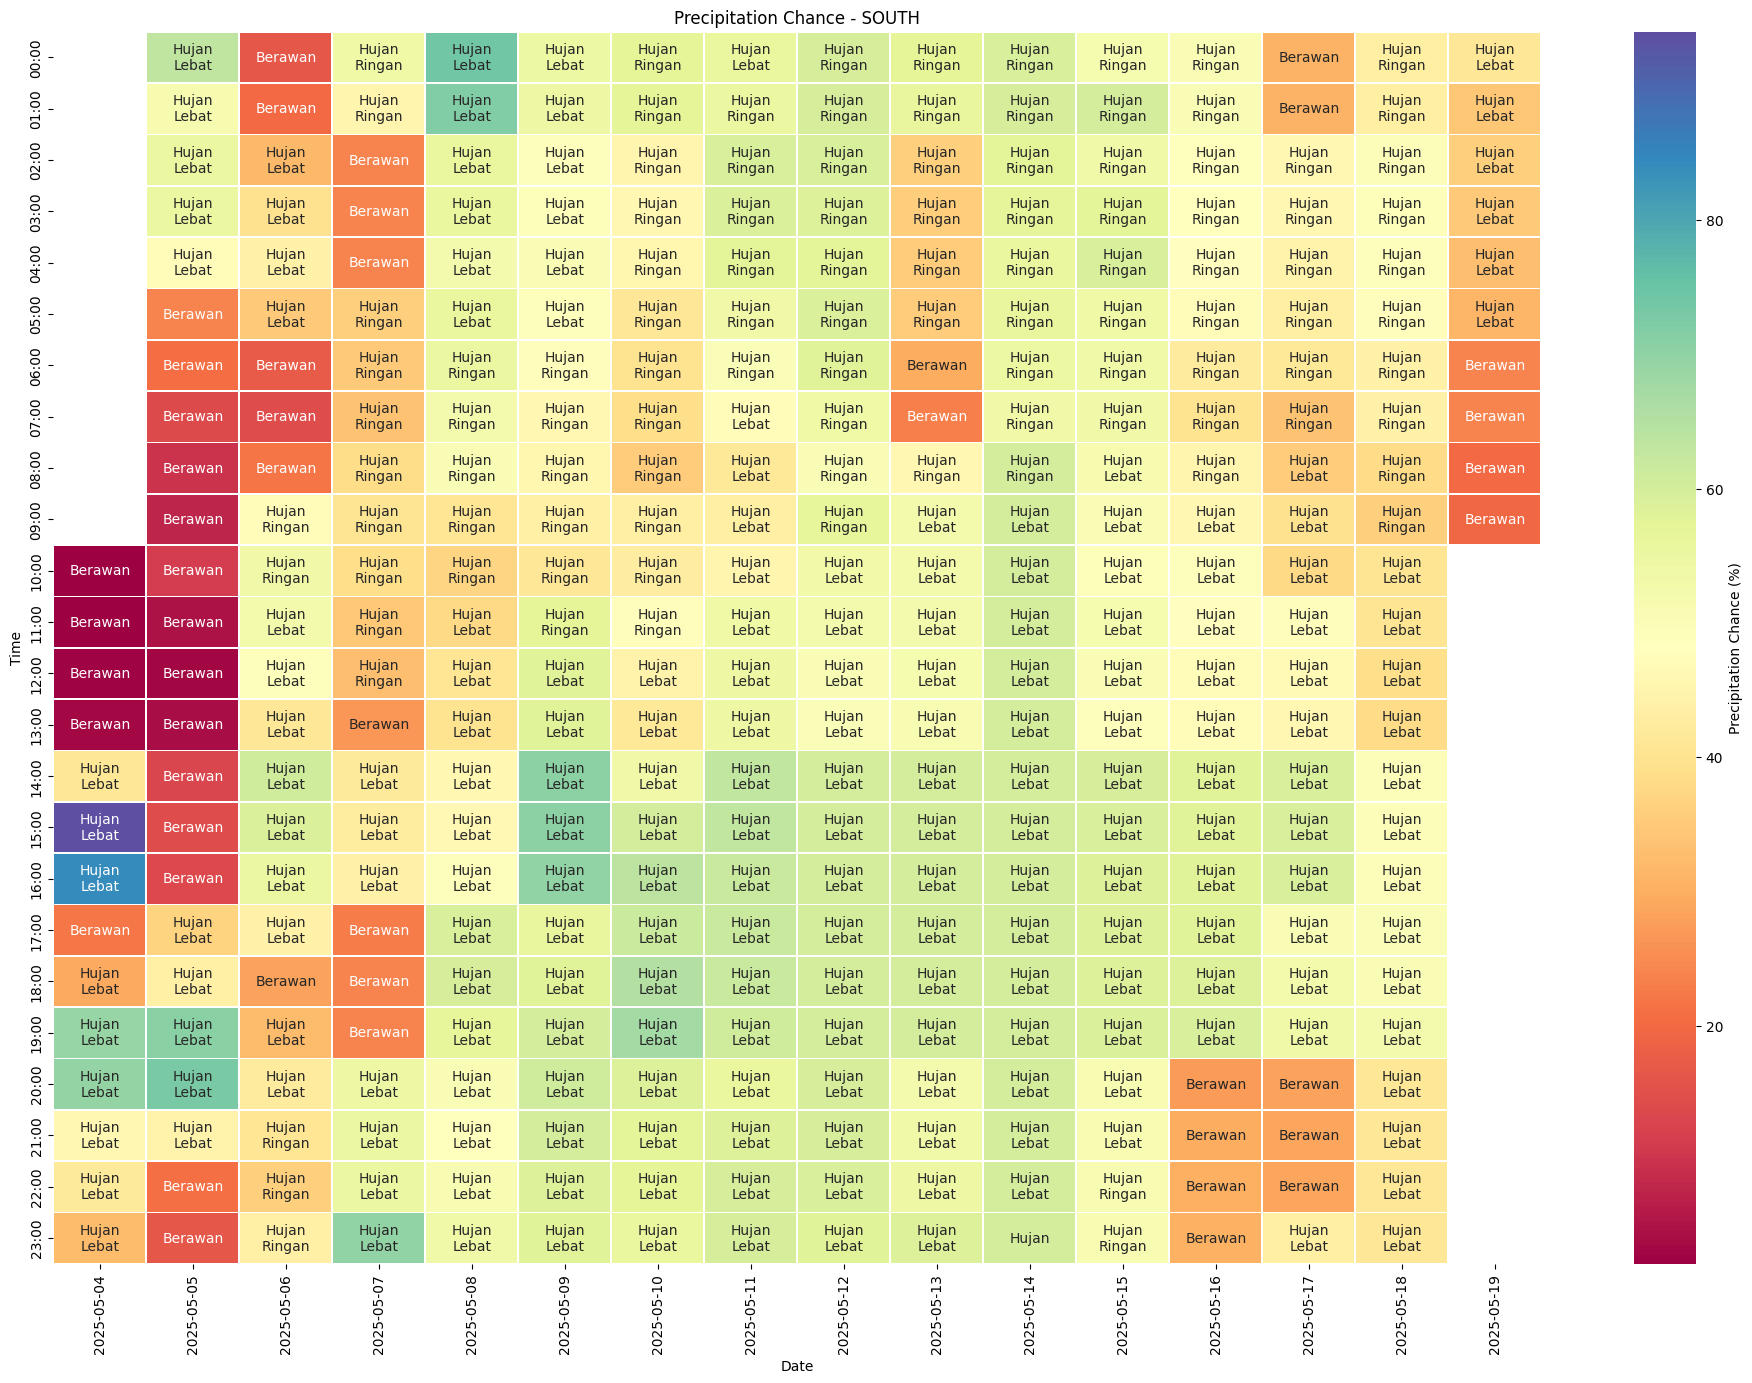 Precipitation Chance - SOUTH
00:00 Hujan Lebat Berawan Hujan Ringan Hujan Lebat Hujan Lebat Hujan Ringan Hujan Lebat Hujan Ringan Hujan Ringan Hujan Ringan Hujan Ringan Hujan Ringan Berawan Hujan Ringan Hujan Lebat
01:00 Hujan Lebat Berawan Hujan Ringan Hujan Lebat Hujan Lebat Hujan Ringan Hujan Ringan Hujan Ringan Hujan Ringan Hujan Ringan Hujan Ringan Hujan Ringan Berawan Hujan Ringan Hujan Lebat
02:00 Hujan Lebat Hujan Lebat Berawan Hujan Lebat Hujan Lebat Hujan Ringan Hujan Ringan Hujan Ringan Hujan Ringan Hujan Ringan Hujan Ringan Hujan Ringan Hujan Ringan Hujan Ringan Hujan Lebat
03:00 Hujan Lebat Hujan Lebat Berawan Hujan Lebat Hujan Lebat Hujan Ringan Hujan Ringan Hujan Ringan Hujan Ringan Hujan Ringan Hujan Ringan Hujan Ringan Hujan Ringan Hujan Ringan Hujan Lebat
04:00 Hujan Lebat Hujan Lebat Berawan Hujan Lebat Hujan Lebat Hujan Ringan Hujan Ringan Hujan Ringan Hujan Ringan Hujan Ringan Hujan Ringan Hujan Ringan Hujan Ringan Hujan Ringan Hujan Lebat
05:00 Berawan Hujan Lebat Hujan Ringan Hujan Lebat Hujan Lebat Hujan Ringan Hujan Ringan Hujan Ringan Hujan Ringan Hujan Ringan Hujan Ringan Hujan Ringan Hujan Ringan Hujan Ringan Hujan Lebat
06:00 Berawan Berawan Hujan Ringan Hujan Ringan Hujan Ringan Hujan Ringan Hujan Ringan Hujan Ringan Berawan Hujan Ringan Hujan Ringan Hujan Ringan Hujan Ringan Hujan Ringan Berawan
07:00 Berawan Berawan Hujan Ringan Hujan Ringan Hujan Ringan Hujan Ringan Hujan Lebat Hujan Ringan Berawan Hujan Ringan Hujan Ringan Hujan Ringan Hujan Ringan Hujan Ringan Berawan
08:00 Berawan Berawan Hujan Ringan Hujan Ringan Hujan Ringan Hujan Ringan Hujan Lebat Hujan Ringan Hujan Ringan Hujan Ringan Hujan Lebat Hujan Ringan Hujan Lebat Hujan Ringan Berawan
09:00 Berawan Hujan Ringan Hujan Ringan Hujan Ringan Hujan Ringan Hujan Ringan Hujan Lebat Hujan Ringan Hujan Lebat Hujan Lebat Hujan Lebat Hujan Lebat Hujan Lebat Hujan Ringan Berawan
10:00 Berawan Berawan Hujan Ringan Hujan Ringan Hujan Ringan Hujan Ringan Hujan Ringan Hujan Lebat Hujan Lebat Hujan Lebat Hujan Lebat Hujan Lebat Hujan Lebat Hujan Lebat Hujan Lebat
11:00 Berawan Berawan Hujan Lebat Hujan Ringan Hujan Lebat Hujan Ringan Hujan Ringan Hujan Lebat Hujan Lebat Hujan Lebat Hujan Lebat Hujan Lebat Hujan Lebat Hujan Lebat Hujan Lebat
12:00 Berawan Berawan Hujan Lebat Hujan Ringan Hujan Lebat Hujan Lebat Hujan Lebat Hujan Lebat Hujan Lebat Hujan Lebat Hujan Lebat Hujan Lebat Hujan Lebat Hujan Lebat Hujan Lebat
13:00 Berawan Berawan Hujan Lebat Berawan Hujan Lebat Hujan Lebat Hujan Lebat Hujan Lebat Hujan Lebat Hujan Lebat Hujan Lebat Hujan Lebat Hujan Lebat Hujan Lebat Hujan Lebat
14:00 Hujan Lebat Berawan Hujan Lebat Hujan Lebat Hujan Lebat Hujan Lebat Hujan Lebat Hujan Lebat Hujan Lebat Hujan Lebat Hujan Lebat Hujan Lebat Hujan Lebat Hujan Lebat Hujan Lebat
15:00 Hujan Lebat Berawan Hujan Lebat Hujan Lebat Hujan Lebat Hujan Lebat Hujan Lebat Hujan Lebat Hujan Lebat Hujan Lebat Hujan Lebat Hujan Lebat Hujan Lebat Hujan Lebat Hujan Lebat
16:00 Hujan Lebat Berawan Hujan Lebat Hujan Lebat Hujan Lebat Hujan Lebat Hujan Lebat Hujan Lebat Hujan Lebat Hujan Lebat Hujan Lebat Hujan Lebat Hujan Lebat Hujan Lebat Hujan Lebat
17:00 Berawan Hujan Lebat Hujan Lebat Berawan Hujan Lebat Hujan Lebat Hujan Lebat Hujan Lebat Hujan Lebat Hujan Lebat Hujan Lebat Hujan Lebat Hujan Lebat Hujan Lebat Hujan Lebat
18:00 Hujan Lebat Hujan Lebat Berawan Berawan Hujan Lebat Hujan Lebat Hujan Lebat Hujan Lebat Hujan Lebat Hujan Lebat Hujan Lebat Hujan Lebat Hujan Lebat Hujan Lebat Hujan Lebat
19:00 Hujan Lebat Hujan Lebat Hujan Lebat Berawan Hujan Lebat Hujan Lebat Hujan Lebat Hujan Lebat Hujan Lebat Hujan Lebat Hujan Lebat Hujan Lebat Hujan Lebat Hujan Lebat Hujan Lebat
20:00 Hujan Lebat Hujan Lebat Hujan Lebat Hujan Lebat Hujan Lebat Hujan Lebat Hujan Lebat Hujan Lebat Hujan Lebat Hujan Lebat Hujan Lebat Hujan Lebat Berawan Berawan Hujan Lebat
21:00 Hujan Lebat Hujan Lebat Hujan Ringan Hujan Lebat Hujan Lebat Hujan Lebat Hujan Lebat Hujan Lebat Hujan Lebat Hujan Lebat Hujan Lebat Hujan Lebat Berawan Berawan Hujan Lebat
22:00 Hujan Lebat Berawan Hujan Ringan Hujan Lebat Hujan Lebat Hujan Lebat Hujan Lebat Hujan Lebat Hujan Lebat Hujan Lebat Hujan Lebat Hujan Ringan Berawan Berawan Hujan Lebat
23:00 Hujan Lebat Berawan Hujan Ringan Hujan Lebat Hujan Lebat Hujan Lebat Hujan Lebat Hujan Lebat Hujan Lebat Hujan Lebat Hujan Hujan Ringan Berawan Hujan Lebat Hujan Lebat
Time
2025-05-04 2025-05-05 2025-05-06 2025-05-07 2025-05-08 2025-05-09 2025-05-10 2025-05-11 2025-05-12 2025-05-13 2025-05-14 2025-05-15 2025-05-16 2025-05-17 2025-05-18 2025-05-19
Date
80
60
40
20
Precipitation Chance (%)